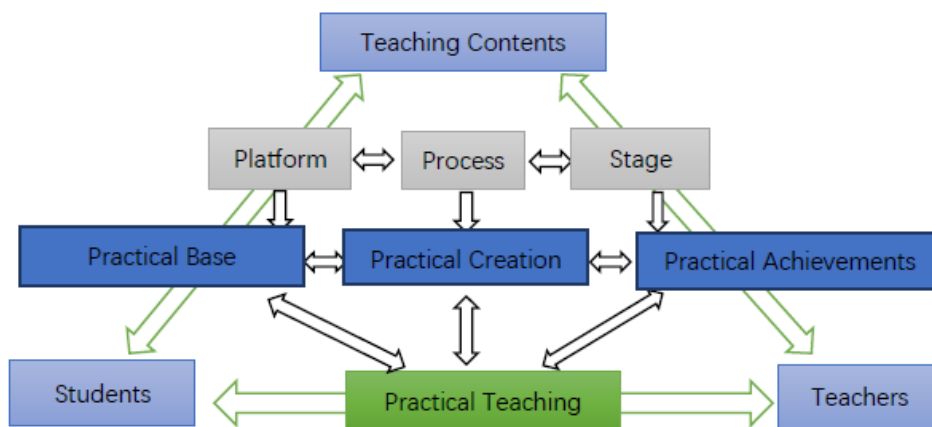 Teaching Contents
Platform
Process
Stage
Practical Base
Practical Creation
Practical Achievements
Students
Practical Teaching
Teachers